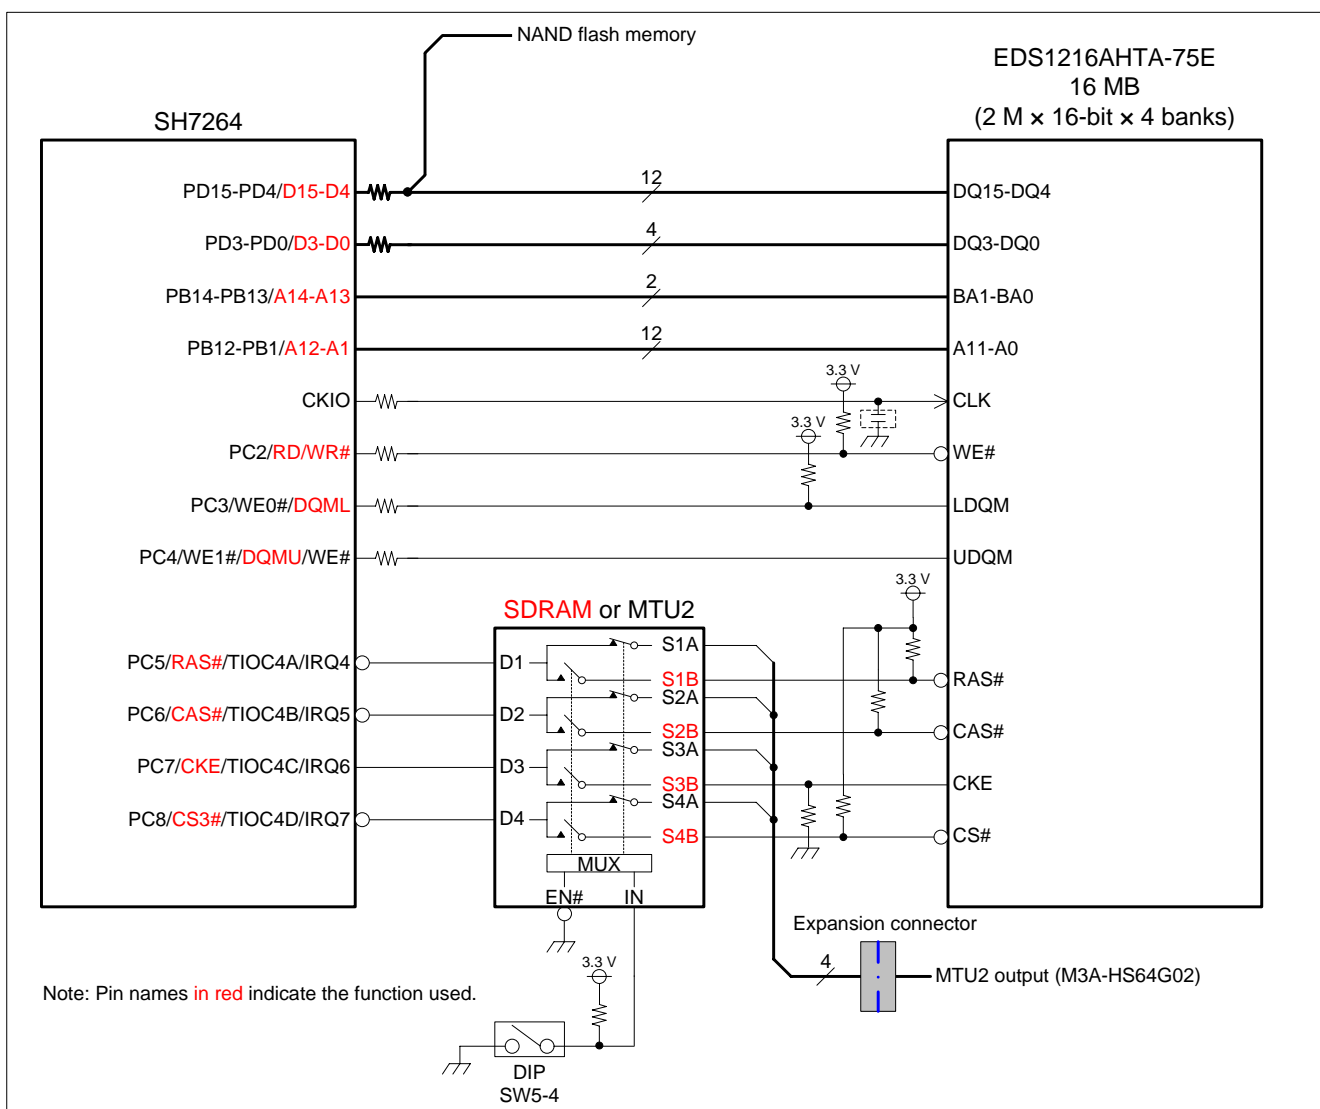 NAND flash memory
EDS1216AHTA-75E
16 MB
(2 M × 16-bit × 4 banks)
SH7264
PD15-PD4/D15-D4
12
DQ15-DQ4
PD3-PD0/D3-D0
4
DQ3-DQ0
PB14-PB13/A14-A13
2
BA1-BA0
PB12-PB1/A12-A1
12
A11-A0
3.3 V
CKIO
CLK
3.3 V
PC2/RD/WR#
WE#
PC3/WE0#/DQML
LDQM
PC4/WE1#/DQMU/WE#
UDQM
3.3 V
SDRAM or MTU2
S1A
PC5/RAS#/TIOC4A/IRQ4
D1
S1B
RAS#
S2A
PC6/CAS#/TIOC4B/IRQ5
D2
S2B
CAS#
S3A
PC7/CKE/TIOC4C/IRQ6
D3
S3B
CKE
S4A
PC8/CS3#/TIOC4D/IRQ7
D4
S4B
CS#
MUX
EN#
IN
Expansion connector
3.3 V
4
MTU2 output (M3A-HS64G02)
Note: Pin names in red indicate the function used.
DIP
SW5-4